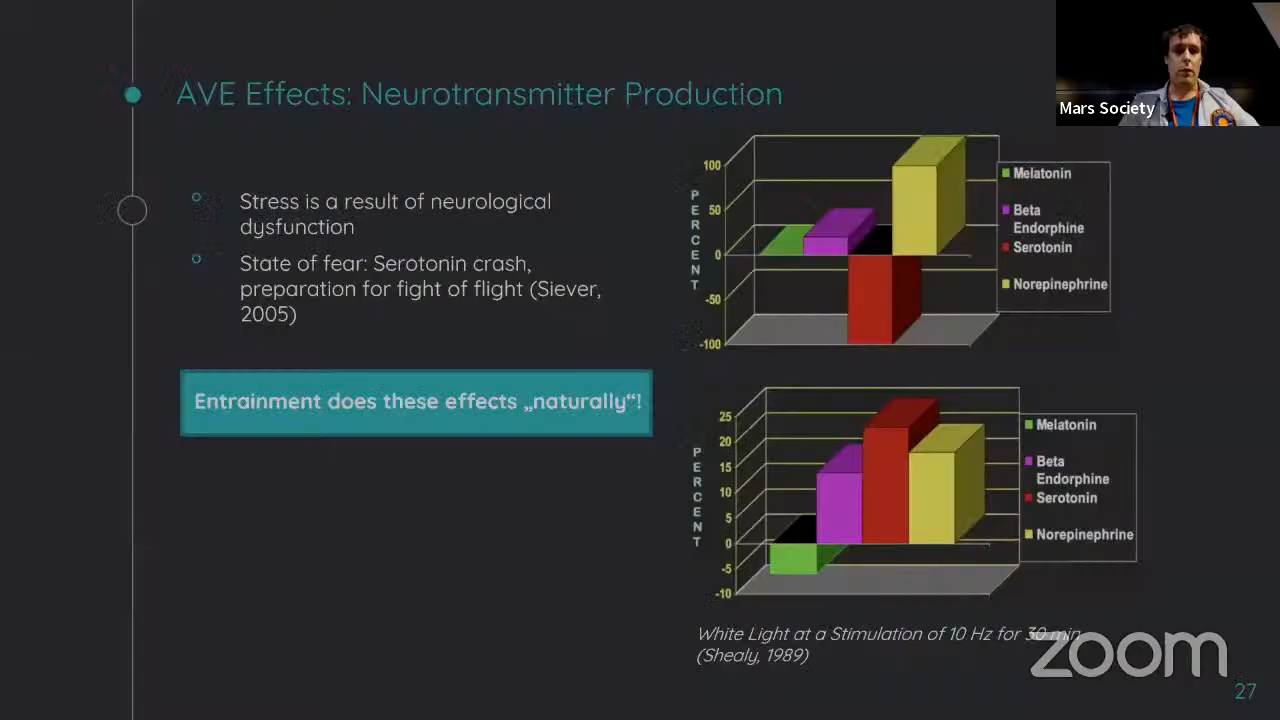 Mars Society
AVE Effects: Neurotransmitter Production
Stress is a result of neurological
dysfunction
State of fear: Serotonin crash,
preparation for fight of flight (Siever,
2005)
Entrainment does these effects „naturally“!
PERCENT
100
50
0
-50
-100
Melatonin
Beta
Endorphine
Serotonin
Norepinephrine
PERCENT
25
20
15
10
5
0
-5
-10
Melatonin
Beta
Endorphine
Serotonin
Norepinephrine
White Light at a Stimulation of 10 Hz for 30 min
(Shealy, 1989)
zoom
27